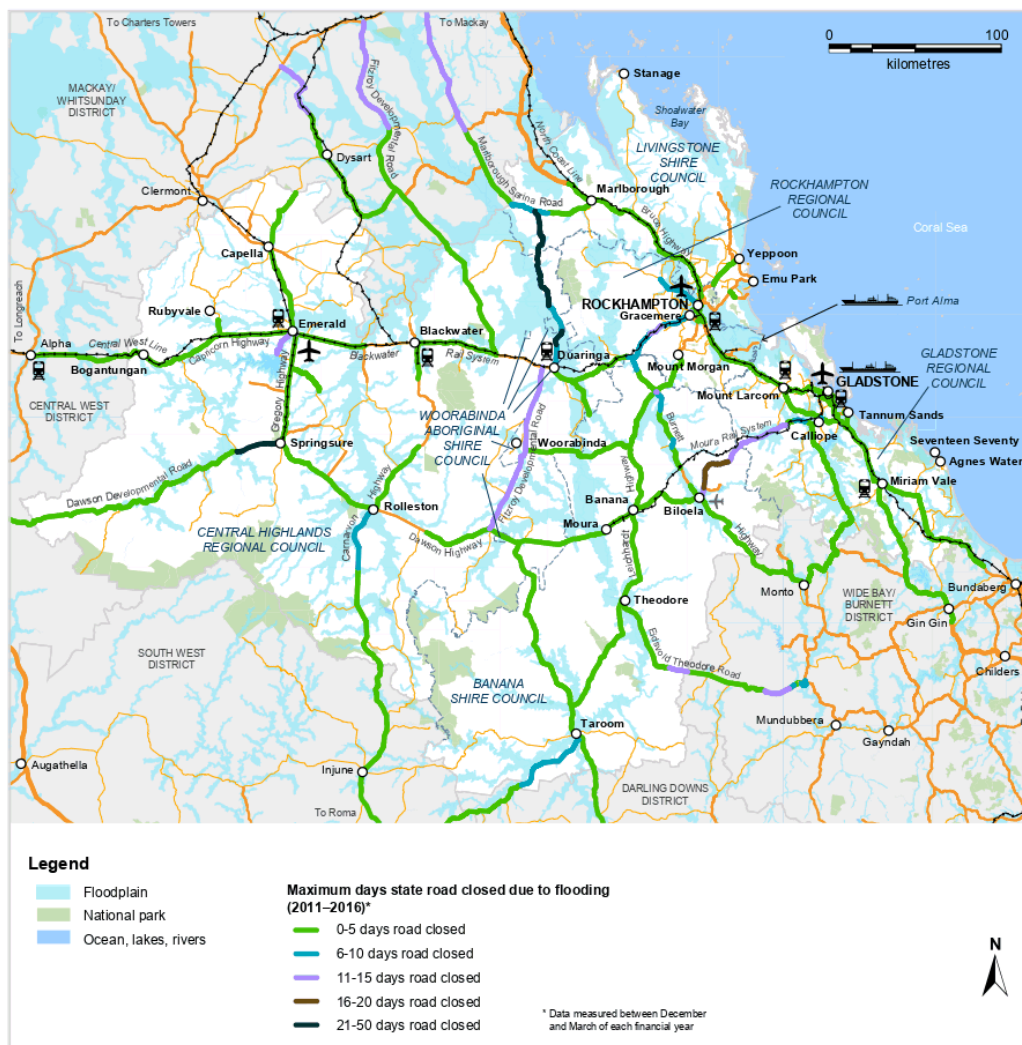 To Charters Towers
To Mackay
0 100
kilometres
MACKAY/
WHITSUNDAY
DISTRICT
Fitzroy Developmental Road
Stanage
Shoalwater
Bay
North Coast Line
LIVINGSTONE
SHIRE
COUNCIL
Dysart
Marlborough Sarina Road
Clermont
Marlborough
ROCKHAMPTON
REGIONAL
COUNCIL
Bruce Highway
Coral Sea
Capella
Yeppoon
Emu Park
To Longreach
Rubyvale
ROCKHAMPTON
Port Alma
Gracemere
Emerald
Blackwater
Alpha
Central West Line
Capricorn Highway
Backwater
Rail System
Duaringa
Bogantungan
Mount Morgan
GLADSTONE
REGIONAL
COUNCIL
GLADSTONE
Mount Larcom
CENTRAL WEST
DISTRICT
Gregory Highway
WOORABINDA
ABORIGINAL
SHIRE
COUNCIL
Burnett
Tannum Sands
Calliope
Moura Rail System
Springsure
Woorabinda
Seventeen Seventy
Agnes Water
Dawson Developmental Road
Fitzroy Developmental Road
Highway
Miriam Vale
Highway
Rolleston
Banana
Biloela
CENTRAL HIGHLANDS
REGIONAL COUNCIL
Carnarvon
Dawson Highway
Moura
Highway
Leichhardt
Monto
Bundaberg
WIDE BAY/
BURNETT
DISTRICT
Theodore
Gin Gin
SOUTH WEST
DISTRICT
Eidsvold Theodore Road
Childers
BANANA
SHIRE COUNCIL
Mundubbera
Taroom
Gayndah
Augathella
Injune
DARLING DOWNS
DISTRICT
To Roma
Legend
Floodplain
National park
Ocean, lakes, rivers
Maximum days state road closed due to flooding
(2011–2016)*
0-5 days road closed
6-10 days road closed
11-15 days road closed
16-20 days road closed
21-50 days road closed
* Data measured between December
and March of each financial year
N